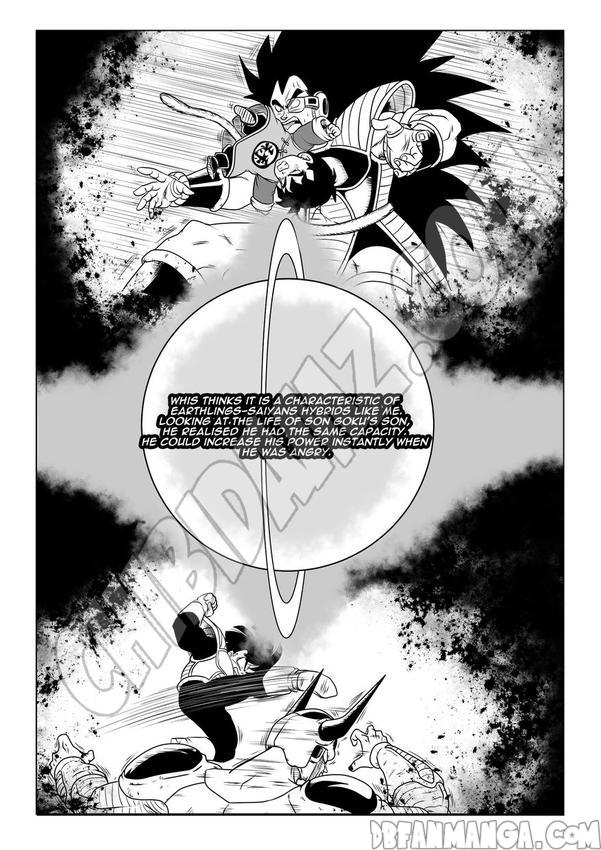 WHIS THINKS IT IS A CHARACTERISTIC OF
EARTHLINGS-SAIYANS HYBRIDS LIKE ME.
LOOKING AT THE LIFE OF SON GOKU'S SON,
HE REALISED HE HAD THE SAME CAPACITY.
HE COULD INCREASE HIS POWER INSTANTLY WHEN
HE WAS ANGRY.
CHIBIDAMZ.COM
DBFANMANGA.COM